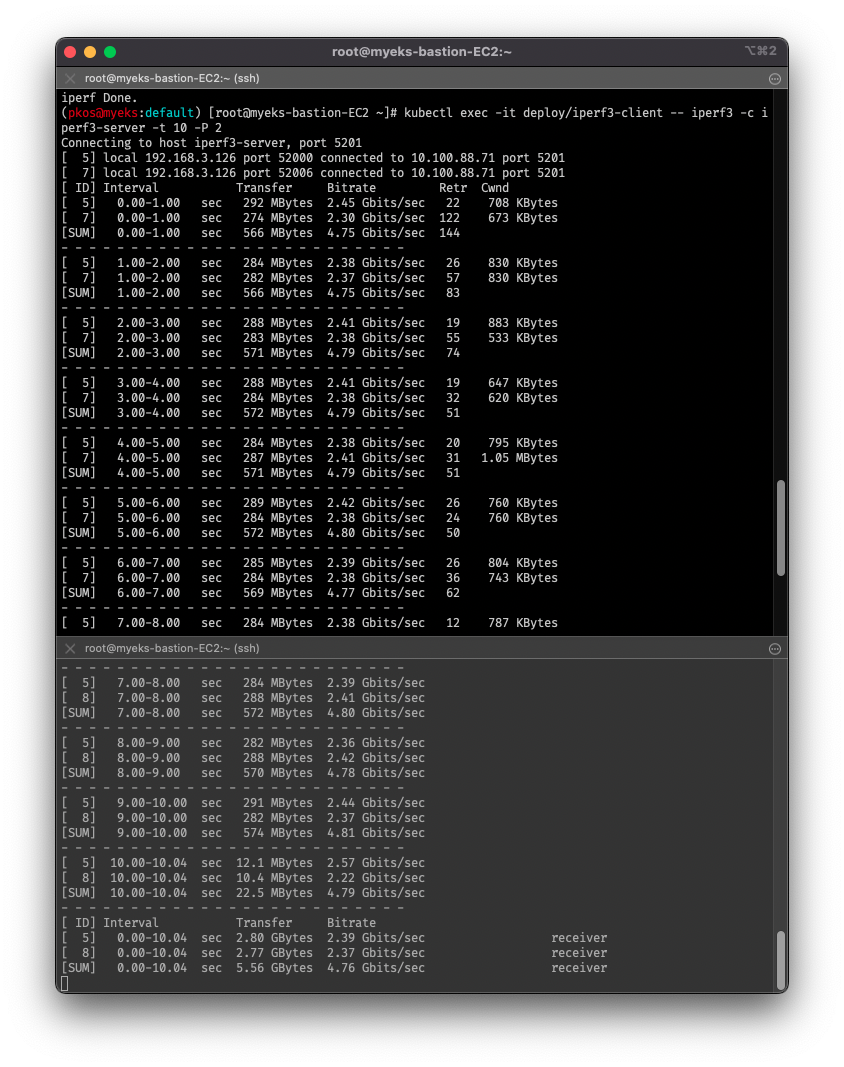 root@myeks-bastion-EC2:~
⌥⌘2
root@myeks-bastion-EC2:~ (ssh)
iperf Done.
(pkos@myeks:default) [root@myeks-bastion-EC2 ~]# kubectl exec -it deploy/iperf3-client -- iperf3 -c i
perf3-server -t 10 -P 2
Connecting to host iperf3-server, port 5201
[  5] local 192.168.3.126 port 52000 connected to 10.100.88.71 port 5201
[  7] local 192.168.3.126 port 52006 connected to 10.100.88.71 port 5201
[ ID] Interval           Transfer     Bitrate         Retr  Cwnd
[  5]   0.00-1.00   sec   292 MBytes  2.45 Gbits/sec   22    708 KBytes
[  7]   0.00-1.00   sec   274 MBytes  2.30 Gbits/sec  122    673 KBytes
[SUM]   0.00-1.00   sec   566 MBytes  4.75 Gbits/sec  144
- - - - - - - - - - - - - - - - - - - - - - - - -
[  5]   1.00-2.00   sec   284 MBytes  2.38 Gbits/sec   26    830 KBytes
[  7]   1.00-2.00   sec   282 MBytes  2.37 Gbits/sec   57    830 KBytes
[SUM]   1.00-2.00   sec   566 MBytes  4.75 Gbits/sec   83
- - - - - - - - - - - - - - - - - - - - - - - - -
[  5]   2.00-3.00   sec   288 MBytes  2.41 Gbits/sec   19    883 KBytes
[  7]   2.00-3.00   sec   283 MBytes  2.38 Gbits/sec   55    533 KBytes
[SUM]   2.00-3.00   sec   571 MBytes  4.79 Gbits/sec   74
- - - - - - - - - - - - - - - - - - - - - - - - -
[  5]   3.00-4.00   sec   288 MBytes  2.41 Gbits/sec   19    647 KBytes
[  7]   3.00-4.00   sec   284 MBytes  2.38 Gbits/sec   32    620 KBytes
[SUM]   3.00-4.00   sec   572 MBytes  4.79 Gbits/sec   51
- - - - - - - - - - - - - - - - - - - - - - - - -
[  5]   4.00-5.00   sec   284 MBytes  2.38 Gbits/sec   20    795 KBytes
[  7]   4.00-5.00   sec   287 MBytes  2.41 Gbits/sec   31   1.05 MBytes
[SUM]   4.00-5.00   sec   571 MBytes  4.79 Gbits/sec   51
- - - - - - - - - - - - - - - - - - - - - - - - -
[  5]   5.00-6.00   sec   289 MBytes  2.42 Gbits/sec   26    760 KBytes
[  7]   5.00-6.00   sec   284 MBytes  2.38 Gbits/sec   24    760 KBytes
[SUM]   5.00-6.00   sec   572 MBytes  4.80 Gbits/sec   50
- - - - - - - - - - - - - - - - - - - - - - - - -
[  5]   6.00-7.00   sec   285 MBytes  2.39 Gbits/sec   26    804 KBytes
[  7]   6.00-7.00   sec   284 MBytes  2.38 Gbits/sec   36    743 KBytes
[SUM]   6.00-7.00   sec   569 MBytes  4.77 Gbits/sec   62
- - - - - - - - - - - - - - - - - - - - - - - - -
[  5]   7.00-8.00   sec   284 MBytes  2.38 Gbits/sec   12    787 KBytes
root@myeks-bastion-EC2:~ (ssh)
- - - - - - - - - - - - - - - - - - - - - - - - -
[  5]   7.00-8.00   sec   284 MBytes  2.39 Gbits/sec
[  8]   7.00-8.00   sec   288 MBytes  2.41 Gbits/sec
[SUM]   7.00-8.00   sec   572 MBytes  4.80 Gbits/sec
- - - - - - - - - - - - - - - - - - - - - - - - -
[  5]   8.00-9.00   sec   282 MBytes  2.36 Gbits/sec
[  8]   8.00-9.00   sec   288 MBytes  2.42 Gbits/sec
[SUM]   8.00-9.00   sec   570 MBytes  4.78 Gbits/sec
- - - - - - - - - - - - - - - - - - - - - - - - -
[  5]   9.00-10.00  sec   291 MBytes  2.44 Gbits/sec
[  8]   9.00-10.00  sec   282 MBytes  2.37 Gbits/sec
[SUM]   9.00-10.00  sec   574 MBytes  4.81 Gbits/sec
- - - - - - - - - - - - - - - - - - - - - - - - -
[  5]  10.00-10.04  sec  12.1 MBytes  2.57 Gbits/sec
[  8]  10.00-10.04  sec  10.4 MBytes  2.22 Gbits/sec
[SUM]  10.00-10.04  sec  22.5 MBytes  4.79 Gbits/sec
- - - - - - - - - - - - - - - - - - - - - - - - -
[ ID] Interval           Transfer     Bitrate
[  5]   0.00-10.04  sec  2.80 GBytes  2.39 Gbits/sec                  receiver
[  8]   0.00-10.04  sec  2.77 GBytes  2.37 Gbits/sec                  receiver
[SUM]   0.00-10.04  sec  5.56 GBytes  4.76 Gbits/sec                  receiver